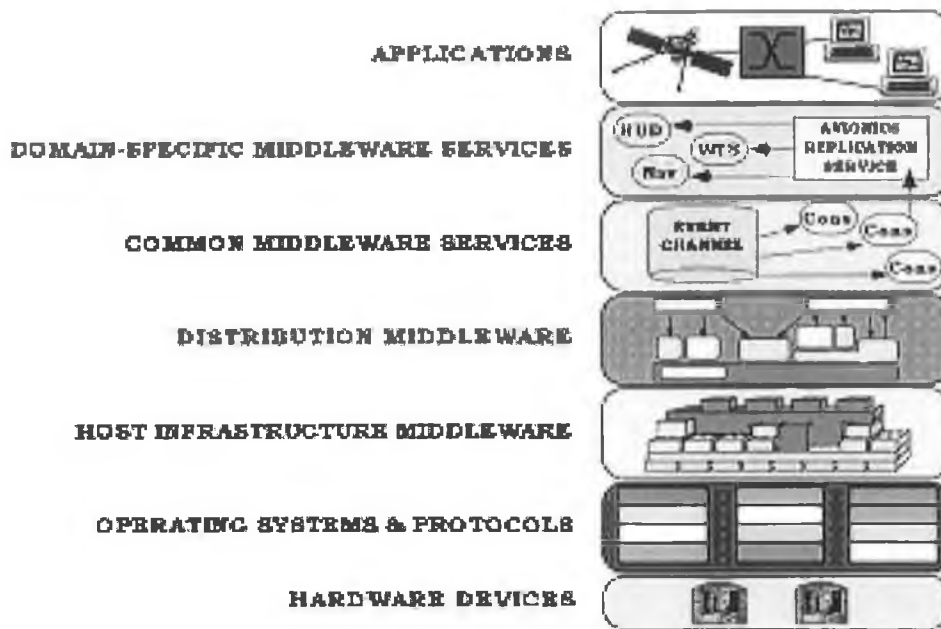 APPLICATIONS
HUD
WTS
Nav
AVIONICS
REPLICATION
SERVICE
DOMAIN-SPECIFIC MIDDLEWARE SERVICES
EVENT
CHANNEL
Cons
Cons
Cons
COMMON MIDDLEWARE SERVICES
DISTRIBUTION MIDDLEWARE
HOST INFRASTRUCTURE MIDDLEWARE
OPERATING SYSTEMS & PROTOCOLS
HARDWARE DEVICES